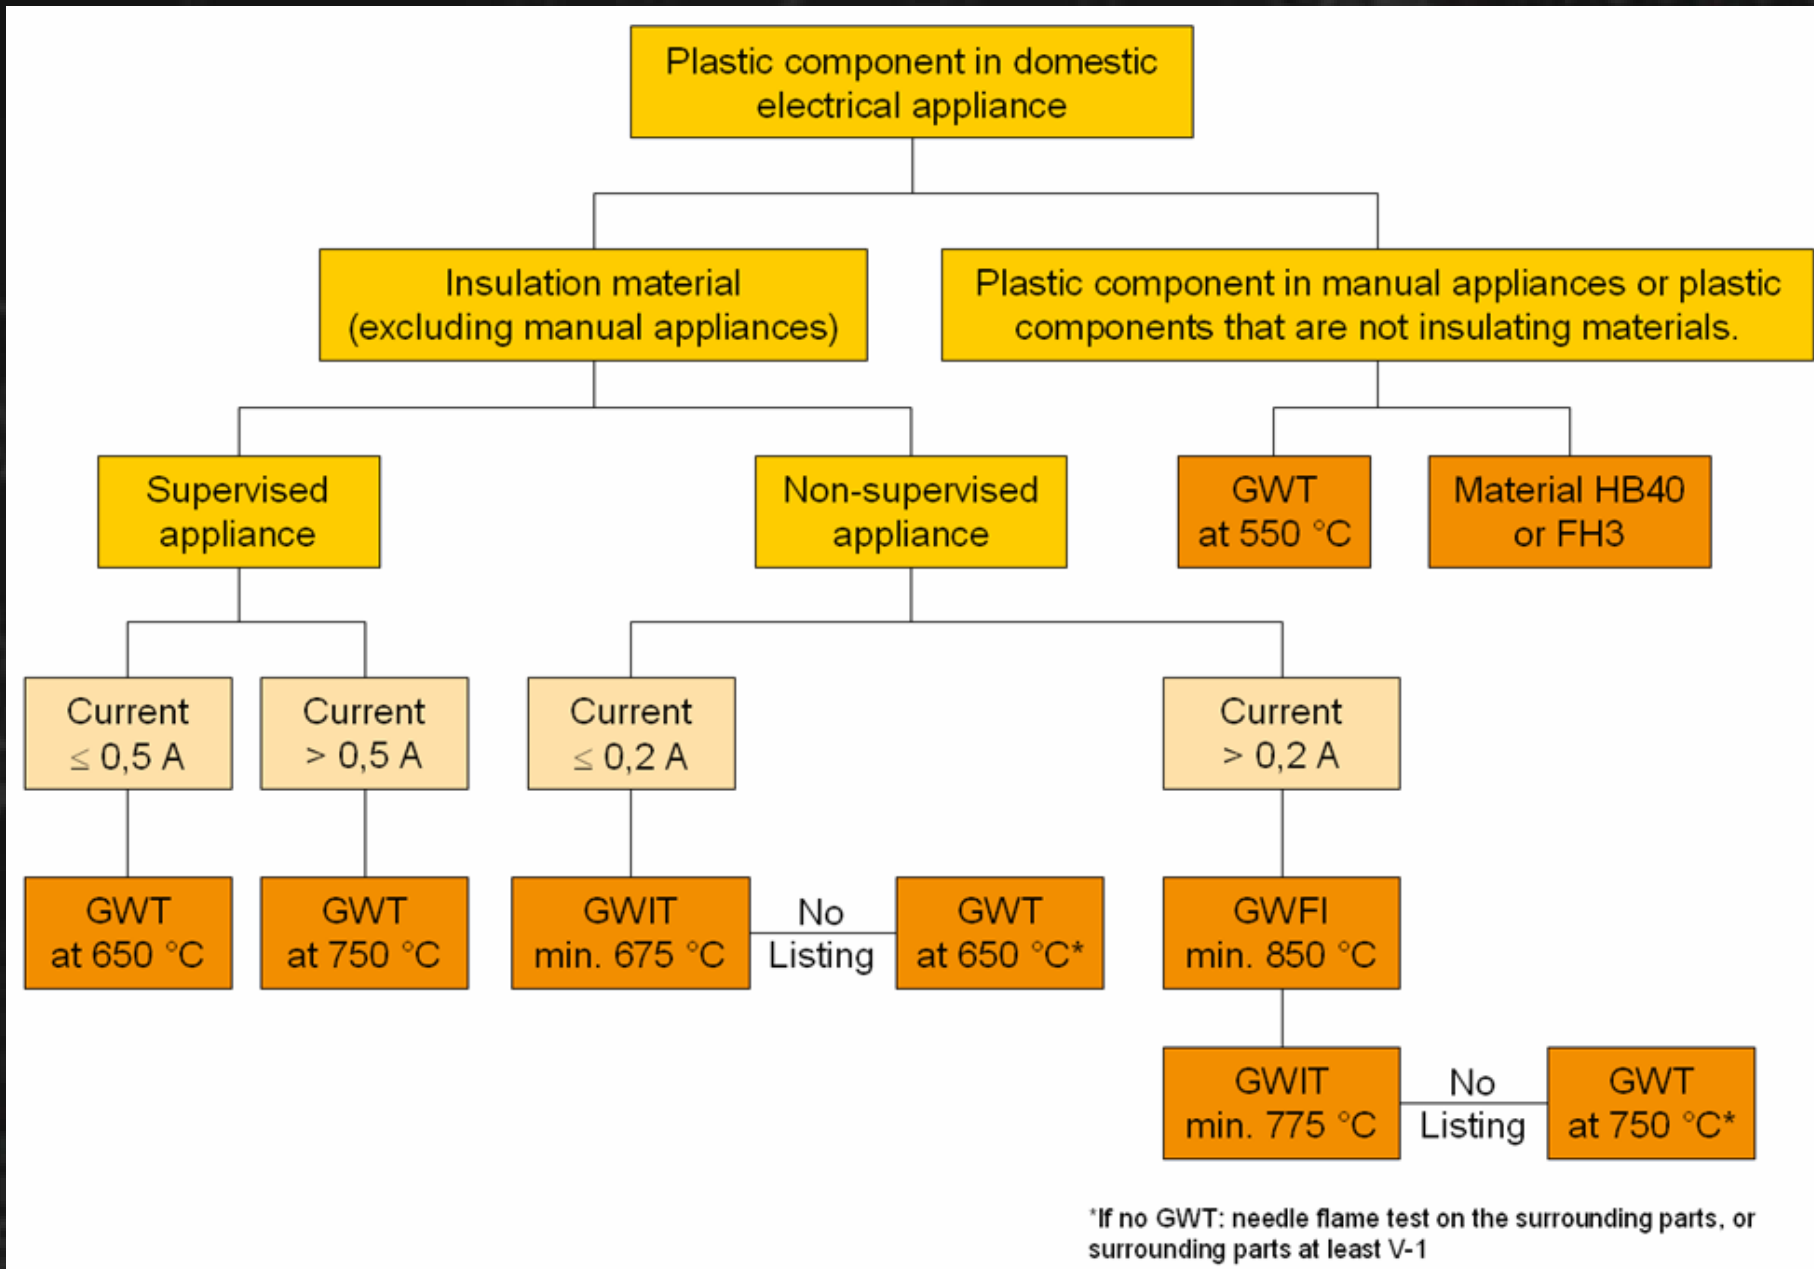 Plastic component in domestic
electrical appliance
Insulation material
(excluding manual appliances)
Plastic component in manual appliances or plastic
components that are not insulating materials.
Supervised
appliance
Non-supervised
appliance
GWT
at 550 °C
Material HB40
or FH3
Current
≤ 0,5 A
Current
> 0,5 A
Current
≤ 0,2 A
Current
> 0,2 A
GWT
at 650 °C
GWT
at 750 °C
GWIT
min. 675 °C
No
Listing
GWT
at 650 °C*
GWFI
min. 850 °C
GWIT
min. 775 °C
No
Listing
GWT
at 750 °C*
*If no GWT: needle flame test on the surrounding parts, or
surrounding parts at least V-1